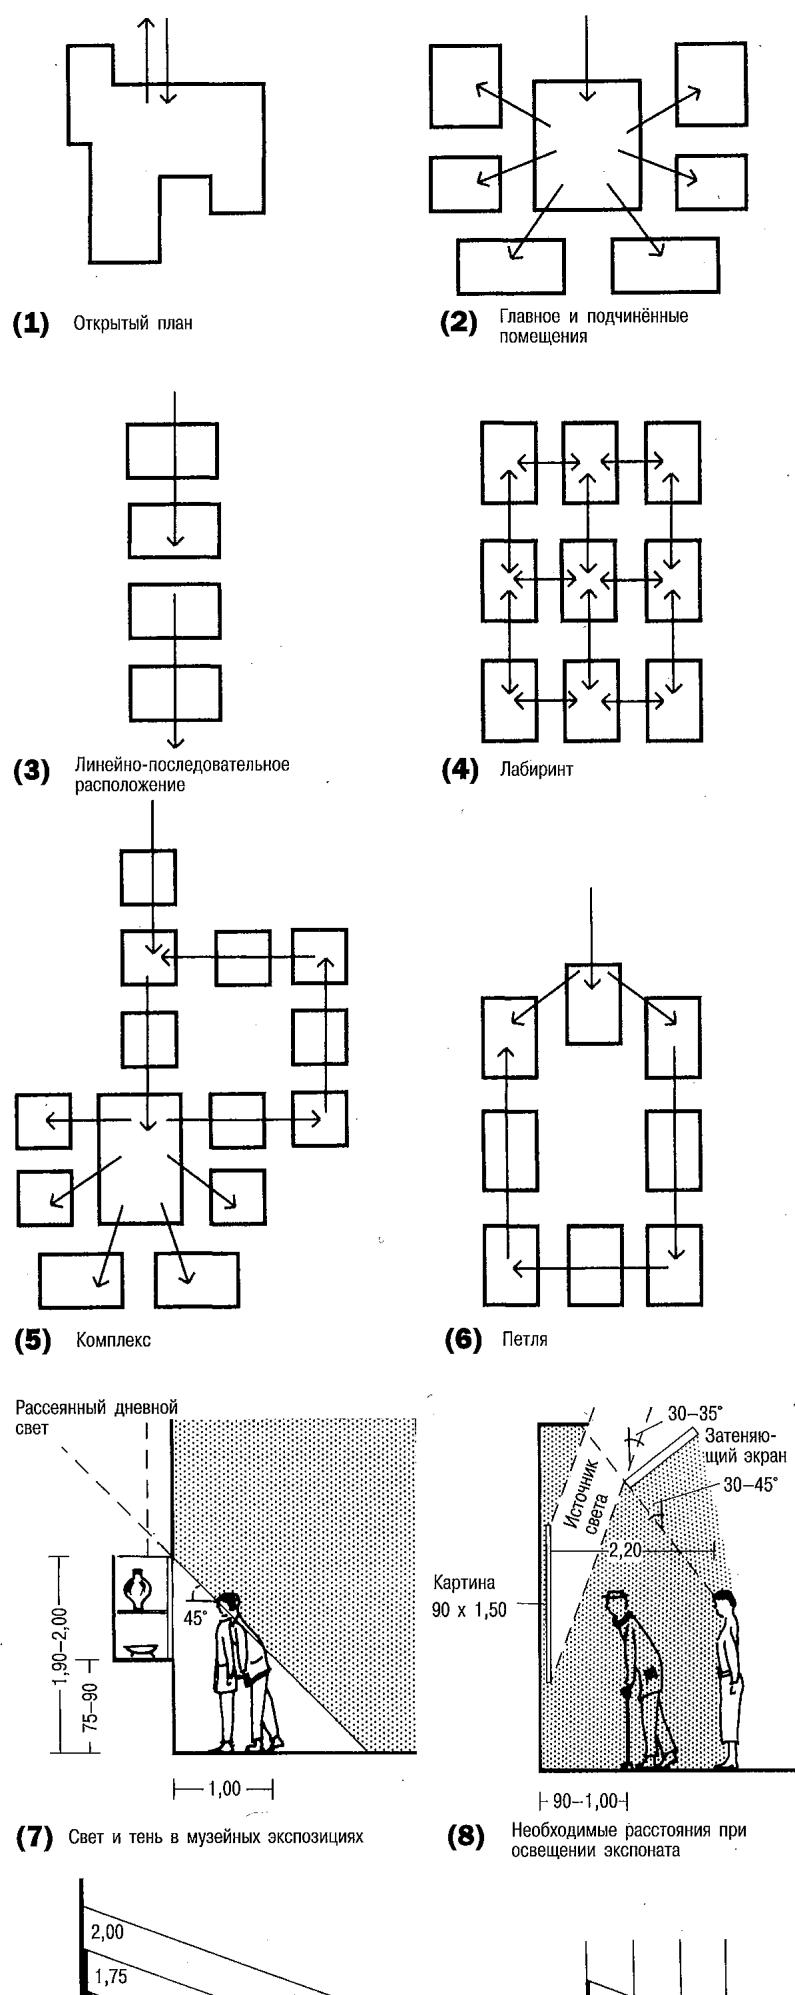 (1) Открытый план
(2) Главное и подчинённые
помещения
(3) Линейно-последовательное
расположение
(4) Лабиринт
(5) Комплекс
(6) Петля
Рассеянный дневной
свет
45°
1,90–2,00
75–90
1,00
(7) Свет и тень в музейных экспозициях
30–35°
Затеняю-
щий экран
30–45°
Источник
света
2,20
Картина
90 x 1,50
90–1,00
(8) Необходимые расстояния при
освещении экспоната
2,00
1,75